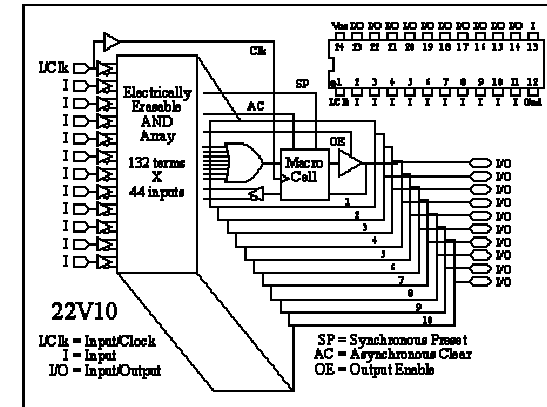 Vcc I/O I/O I/O I/O I/O I/O I/O I/O I/O I/O I
24 23 22 21 20 19 18 17 16 15 14 13
1 2 3 4 5 6 7 8 9 10 11 12
I/Clk I I I I I I I I I I Gnd
Clk
I/Clk
I
I
I
I
I
I
I
I
I
I
I
Electrically
Erasable
AND
Array
132 terms
X
44 inputs
SP
AC
OE
Macro
Cell
1
2
3
4
5
6
7
8
9
10
I/O
I/O
I/O
I/O
I/O
I/O
I/O
I/O
I/O
I/O
22V10
I/Clk = Input/Clock
I = Input
I/O = Input/Output
SP = Synchronous Preset
AC = Asynchronous Clear
OE = Output Enable